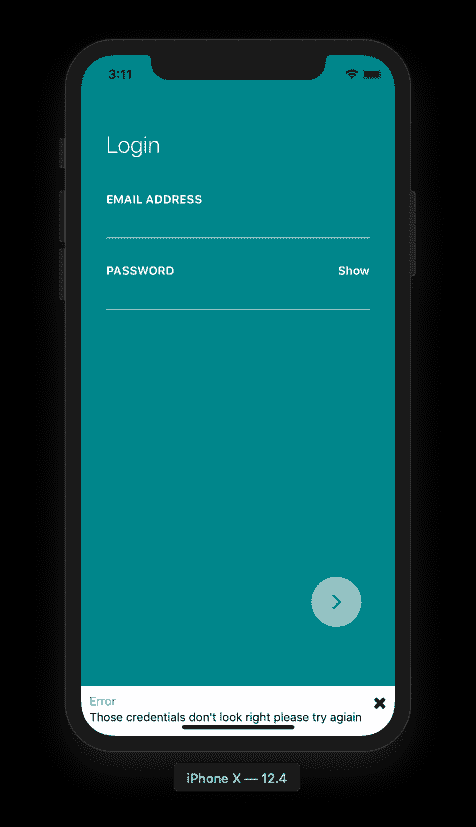 3:11
Login
EMAIL ADDRESS
PASSWORD Show
Error
Those credentials don't look right please try agiain
iPhone X — 12.4